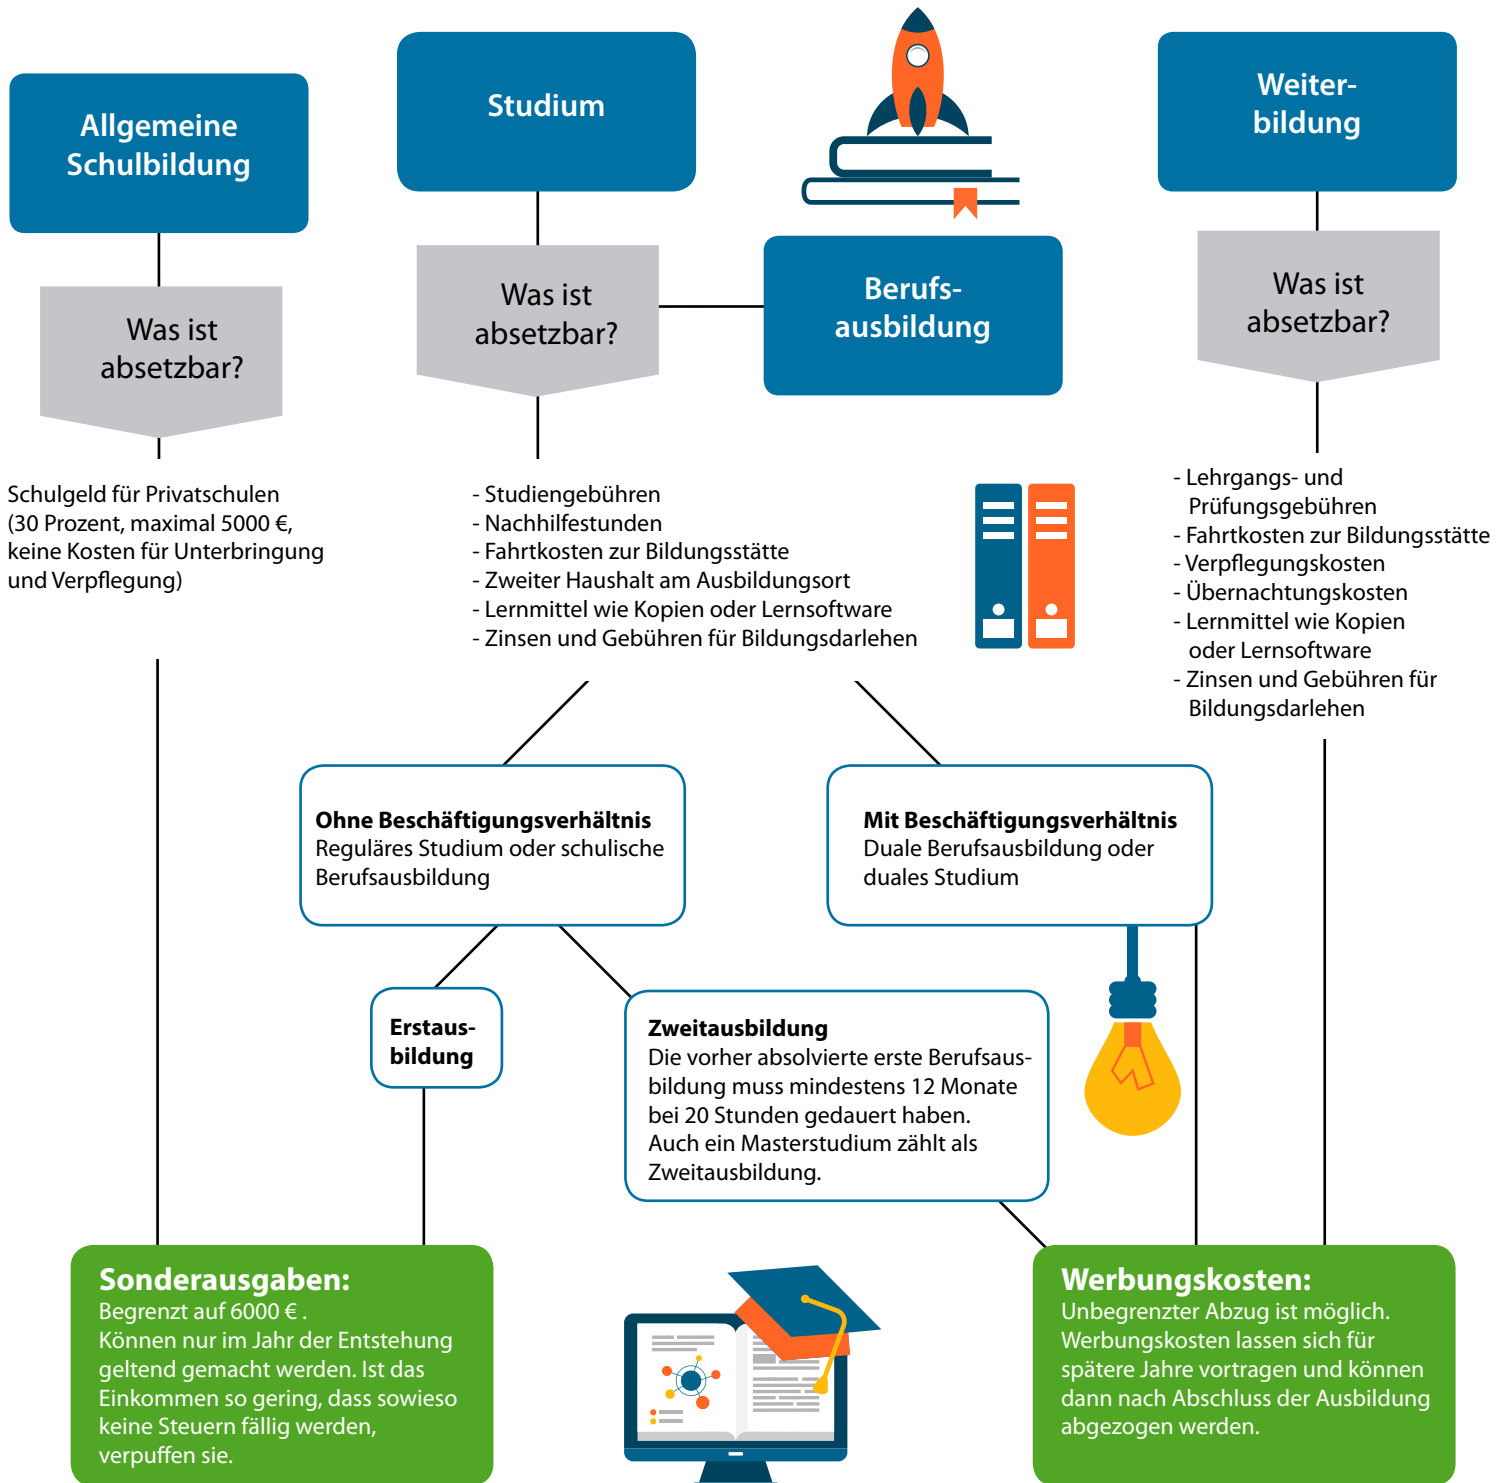 Allgemeine
Schulbildung
Was ist
absetzbar?
Schulgeld für Privatschulen
(30 Prozent, maximal 5000 €,
keine Kosten für Unterbringung
und Verpflegung)
Studium
Was ist
absetzbar?
Berufs-
ausbildung
- Studiengebühren
- Nachhilfestunden
- Fahrtkosten zur Bildungsstätte
- Zweiter Haushalt am Ausbildungsort
- Lernmittel wie Kopien oder Lernsoftware
- Zinsen und Gebühren für Bildungsdarlehen
Weiter-
bildung
Was ist
absetzbar?
- Lehrgangs- und
Prüfungsgebühren
- Fahrtkosten zur Bildungsstätte
- Verpflegungskosten
- Übernachtungskosten
- Lernmittel wie Kopien
oder Lernsoftware
- Zinsen und Gebühren für
Bildungsdarlehen
Ohne Beschäftigungsverhältnis
Reguläres Studium oder schulische
Berufsausbildung
Mit Beschäftigungsverhältnis
Duale Berufsausbildung oder
duales Studium
Erstaus-
bildung
Zweitausbildung
Die vorher absolvierte erste Berufsaus-
bildung muss mindestens 12 Monate
bei 20 Stunden gedauert haben.
Auch ein Masterstudium zählt als
Zweitausbildung.
Sonderausgaben:
Begrenzt auf 6000 € .
Können nur im Jahr der Entstehung
geltend gemacht werden. Ist das
Einkommen so gering, dass sowieso
keine Steuern fällig werden,
verpuffen sie.
Werbungskosten:
Unbegrenzter Abzug ist möglich.
Werbungskosten lassen sich für
spätere Jahre vortragen und können
dann nach Abschluss der Ausbildung
abgezogen werden.